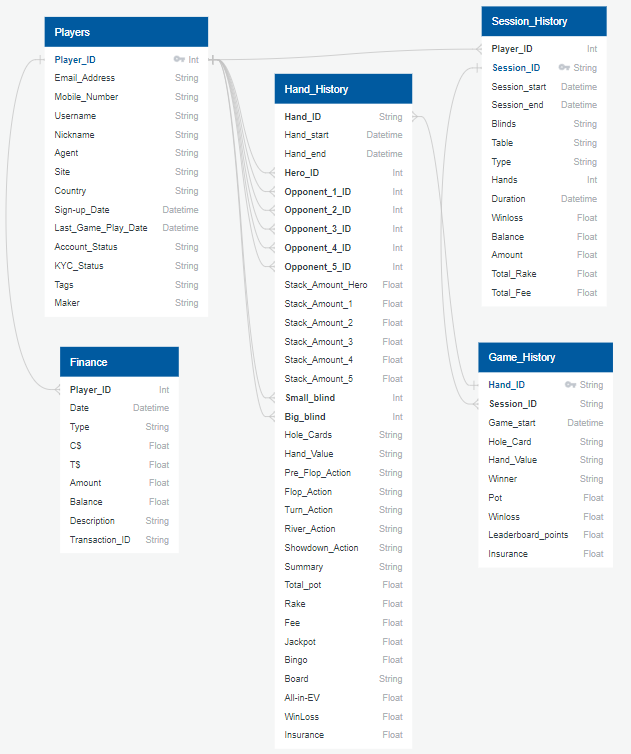 Players
Player_ID Int
Email_Address String
Mobile_Number String
Username String
Nickname String
Agent String
Site String
Country String
Sign-up_Date Datetime
Last_Game_Play_Date Datetime
Account_Status String
KYC_Status String
Tags String
Maker String
Finance
Player_ID Int
Date Datetime
Type String
C$ Float
T$ Float
Amount Float
Balance Float
Description String
Transaction_ID String
Hand_History
Hand_ID String
Hand_start Datetime
Hand_end Datetime
Hero_ID Int
Opponent_1_ID Int
Opponent_2_ID Int
Opponent_3_ID Int
Opponent_4_ID Int
Opponent_5_ID Int
Stack_Amount_Hero Float
Stack_Amount_1 Float
Stack_Amount_2 Float
Stack_Amount_3 Float
Stack_Amount_4 Float
Stack_Amount_5 Float
Small_blind Int
Big_blind Int
Hole_Cards String
Hand_Value String
Pre_Flop_Action String
Flop_Action String
Turn_Action String
River_Action String
Showdown_Action String
Summary String
Total_pot Float
Rake Float
Fee Float
Jackpot Float
Bingo Float
Board String
All-in-EV Float
WinLoss Float
Insurance Float
Session_History
Player_ID Int
Session_ID String
Session_start Datetime
Session_end Datetime
Blinds String
Table String
Type String
Hands Int
Duration Datetime
Winloss Float
Balance Float
Amount Float
Total_Rake Float
Total_Fee Float
Game_History
Hand_ID String
Session_ID String
Game_start Datetime
Hole_Card String
Hand_Value String
Winner String
Pot Float
Winloss Float
Leaderboard_points Float
Insurance Float